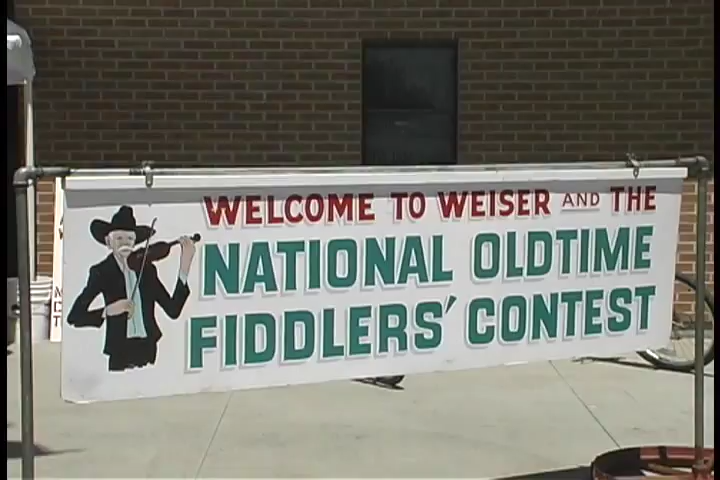 WELCOME TO WEISER AND THE
NATIONAL OLDTIME
FIDDLERS' CONTEST